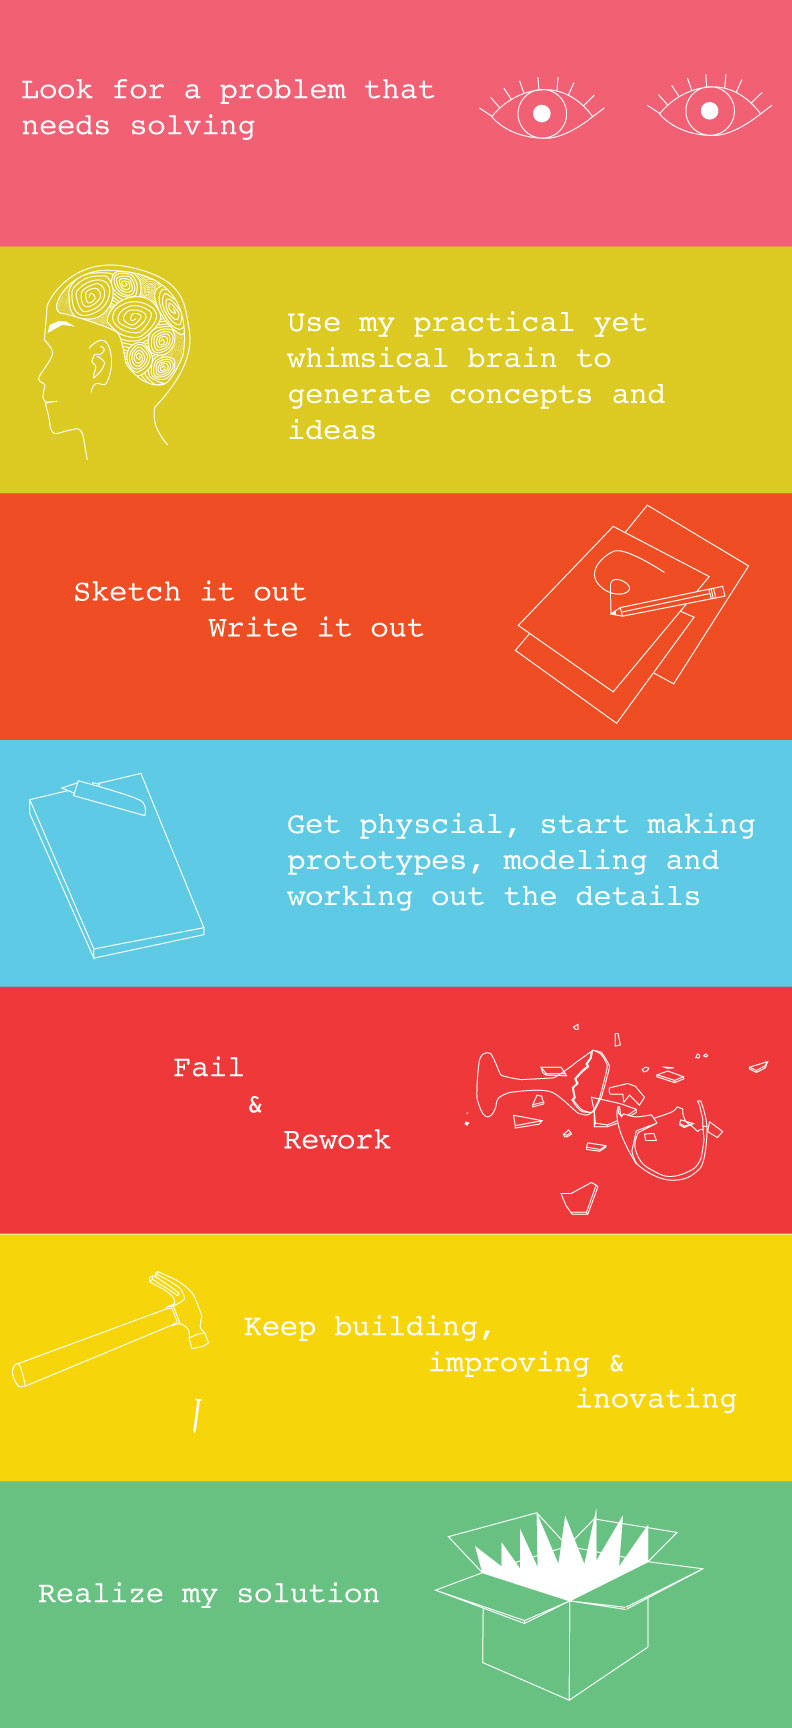 Look for a problem that
needs solving
Use my practical yet
whimsical brain to
generate concepts and
ideas
Sketch it out
Write it out
Get physcial, start making
prototypes, modeling and
working out the details
Fail
&
Rework
Keep building,
improving &
inovating
Realize my solution